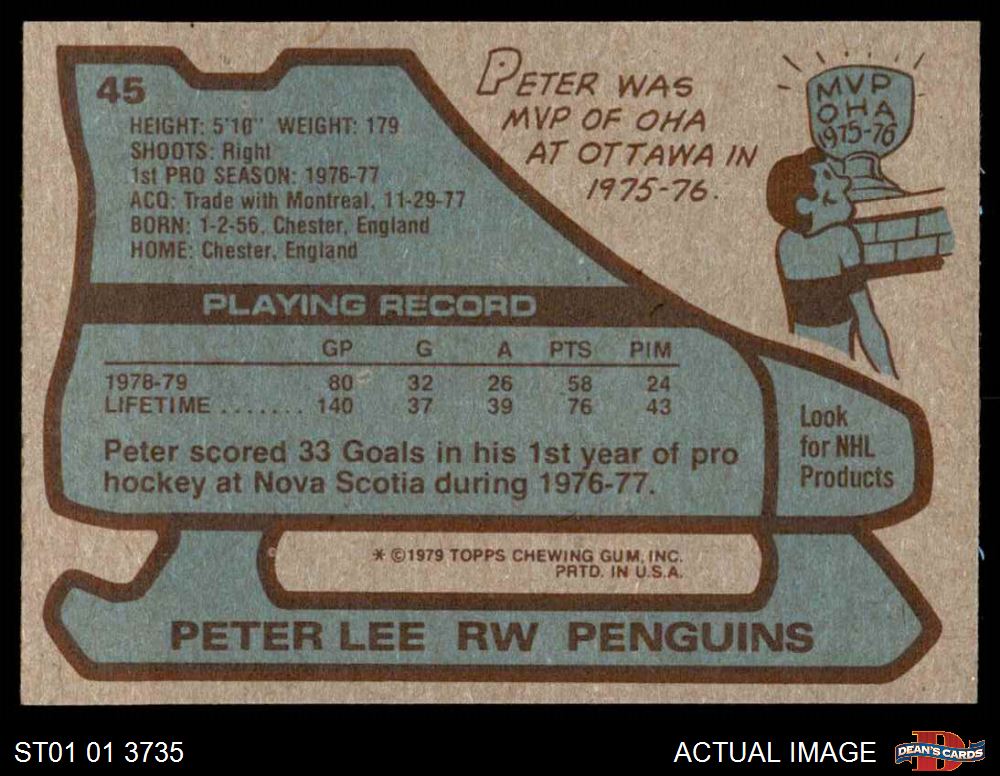 45
HEIGHT: 5'10" WEIGHT: 179
SHOOTS: Right
1st PRO SEASON: 1976-77
ACQ: Trade with Montreal, 11-29-77
BORN: 1-2-56, Chester, England
HOME: Chester, England
PETER WAS
MVP OF OHA
AT OTTAWA IN
1975-76.
MVP
OHA
1975-76
PLAYING RECORD
GP G A PTS PIM
1978-79 80 32 26 58 24
LIFETIME ....... 140 37 39 76 43
Peter scored 33 Goals in his 1st year of pro
hockey at Nova Scotia during 1976-77.
Look
for NHL
Products
* ©1979 TOPPS CHEWING GUM, INC.
PRTD. IN U.S.A.
PETER LEE RW PENGUINS
ST01 01 3735
ACTUAL IMAGE
DEAN'S CARDS